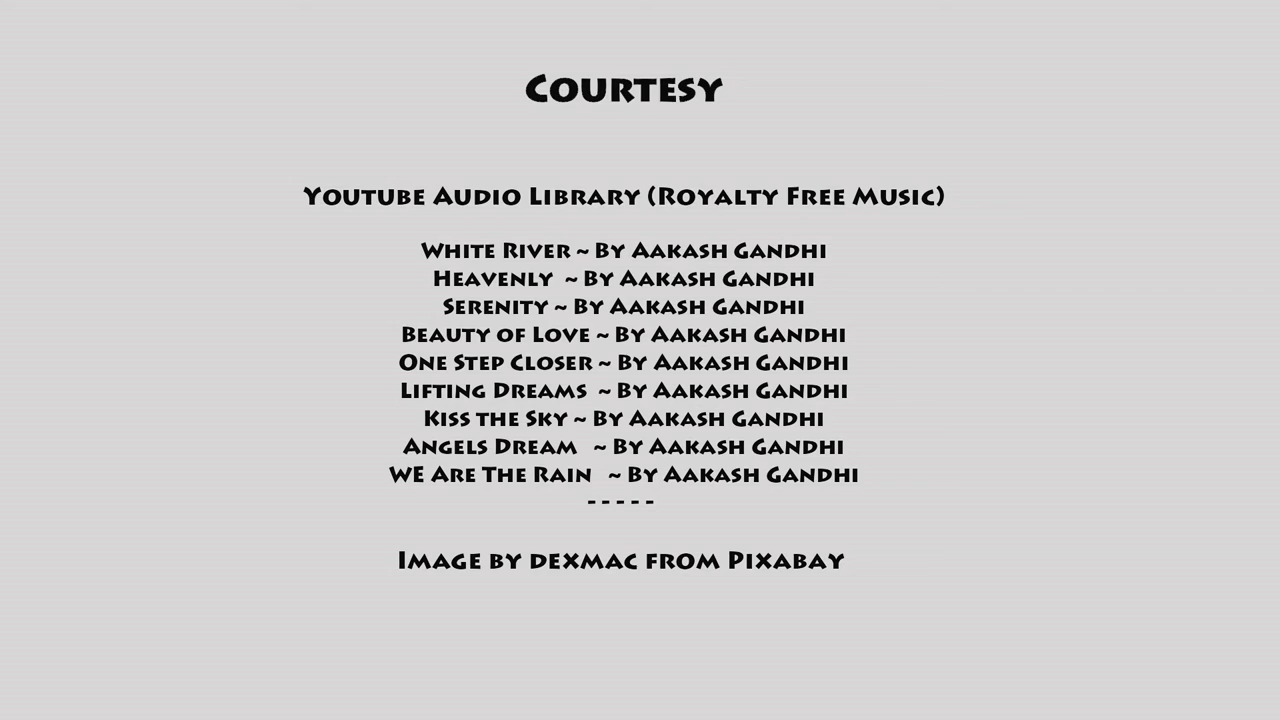 Courtesy
Youtube Audio Library (Royalty Free Music)
White River ~ By Aakash Gandhi
Heavenly ~ By Aakash Gandhi
Serenity ~ By Aakash Gandhi
Beauty of Love ~ By Aakash Gandhi
One Step Closer ~ By Aakash Gandhi
Lifting Dreams ~ By Aakash Gandhi
Kiss the Sky ~ By Aakash Gandhi
Angels Dream ~ By Aakash Gandhi
WE Are The Rain ~ By Aakash Gandhi
- - - - -
Image by dexmac from Pixabay